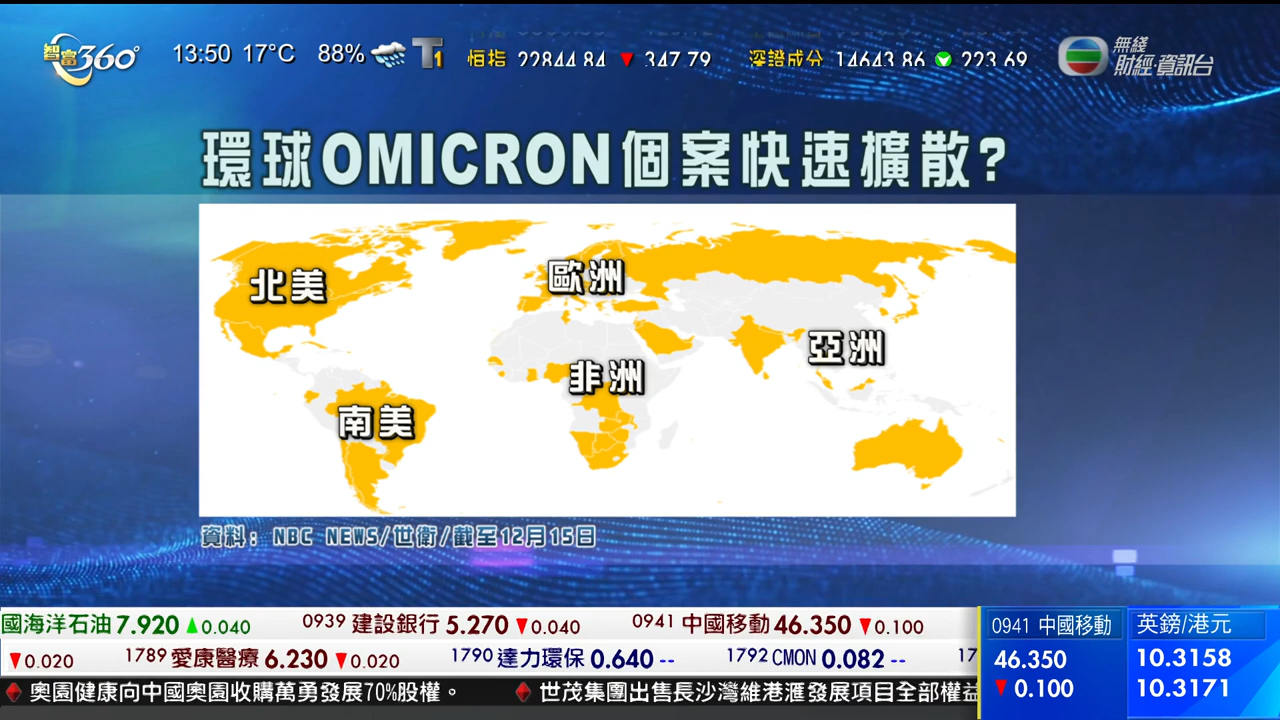 智富360°
13:50 17°C 88% T1 恒指 22844.84 ▼ 347.79 深證成分 14643.86 223.69
無綫
財經·資訊台
環球OMICRON個案快速擴散?
北美
歐洲
亞洲
非洲
南美
資料: NBC NEWS/世衞/截至12月15日
國海洋石油 7.920 ▲0.040 0939 建設銀行 5.270 ▼0.040 0941 中國移動 46.350 ▼0.100
▼0.020 1789 愛康醫療 6.230 ▼0.020 1790 達力環保 0.640 -- 1792 CMON 0.082 -- 17
奧園健康向中國奧園收購萬勇發展70%股權。 世茂集團出售長沙灣維港滙發展項目全部權益
0941 中國移動
46.350
▼ 0.100
英鎊/港元
10.3158
10.3171